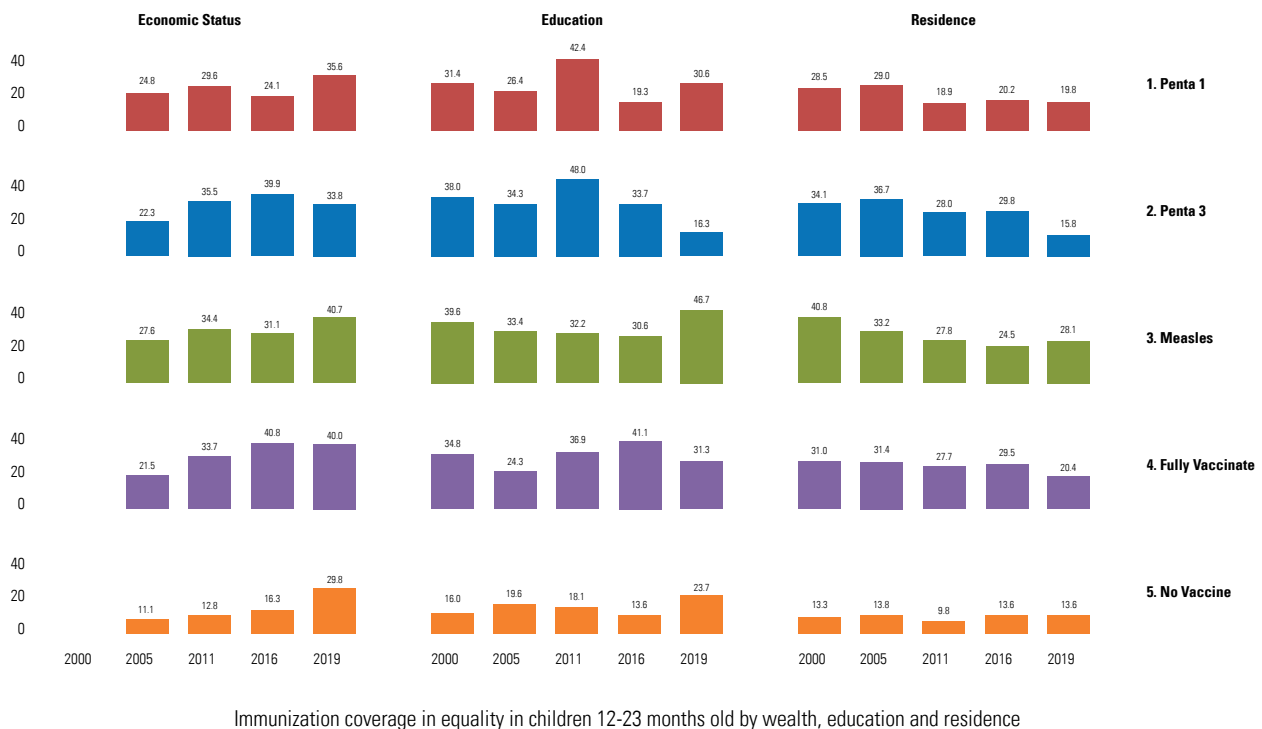 Economic Status Education Residence
42.4
40 35.6
24.8 29.6 24.1 31.4 26.4 19.3 30.6 28.5 29.0 18.9 20.2 19.8 1. Penta 1
20
0
48.0
40 35.5 39.9 33.8 38.0 34.3 33.7 34.1 36.7 28.0 29.8
20 22.3 16.3 15.8 2. Penta 3
0
40 27.6 34.4 31.1 40.7 39.6 33.4 32.2 30.6 46.7 40.8 33.2 27.8 24.5 28.1
20 3. Measles
0
40 21.5 33.7 40.8 40.0 34.8 24.3 36.9 41.1 31.3 31.0 31.4 27.7 29.5 20.4
20 4. Fully Vaccinate
0
40 29.8
20 11.1 12.8 16.3 16.0 19.6 18.1 13.6 23.7 13.3 13.8 9.8 13.6 13.6 5. No Vaccine
0
2000 2005 2011 2016 2019 2000 2005 2011 2016 2019 2000 2005 2011 2016 2019
Immunization coverage in equality in children 12-23 months old by wealth, education and residence